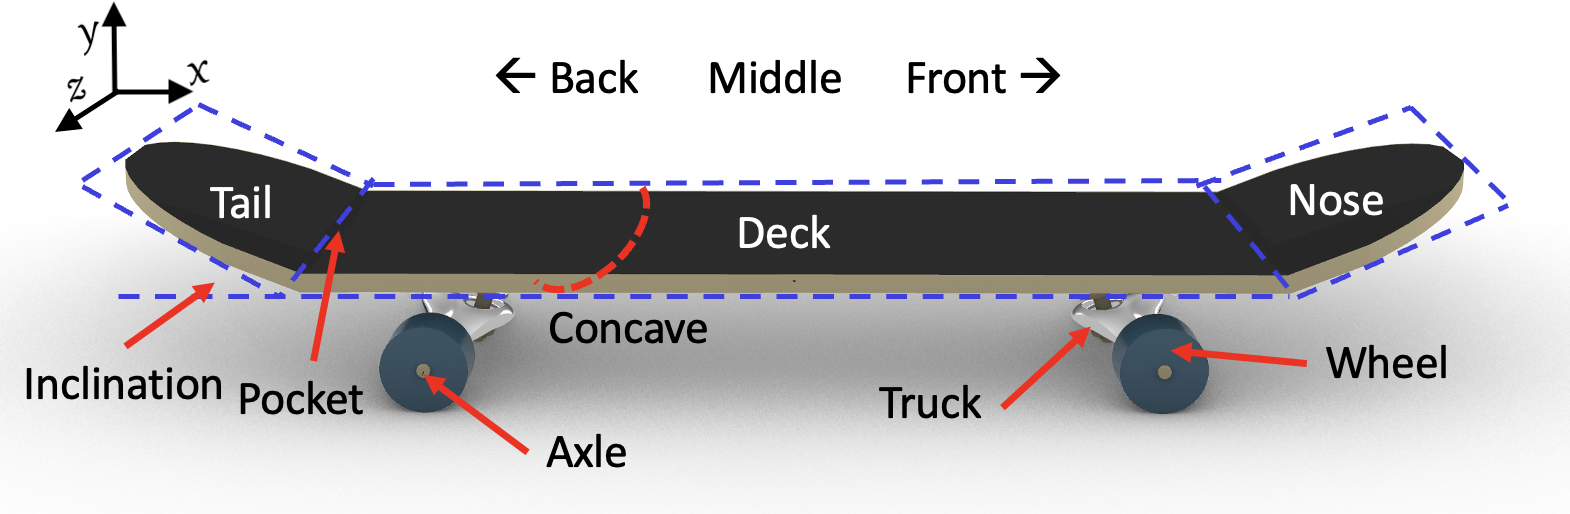 y
x
z
← Back Middle Front →
Tail
Nose
Deck
Concave
Inclination
Pocket
Wheel
Truck
Axle